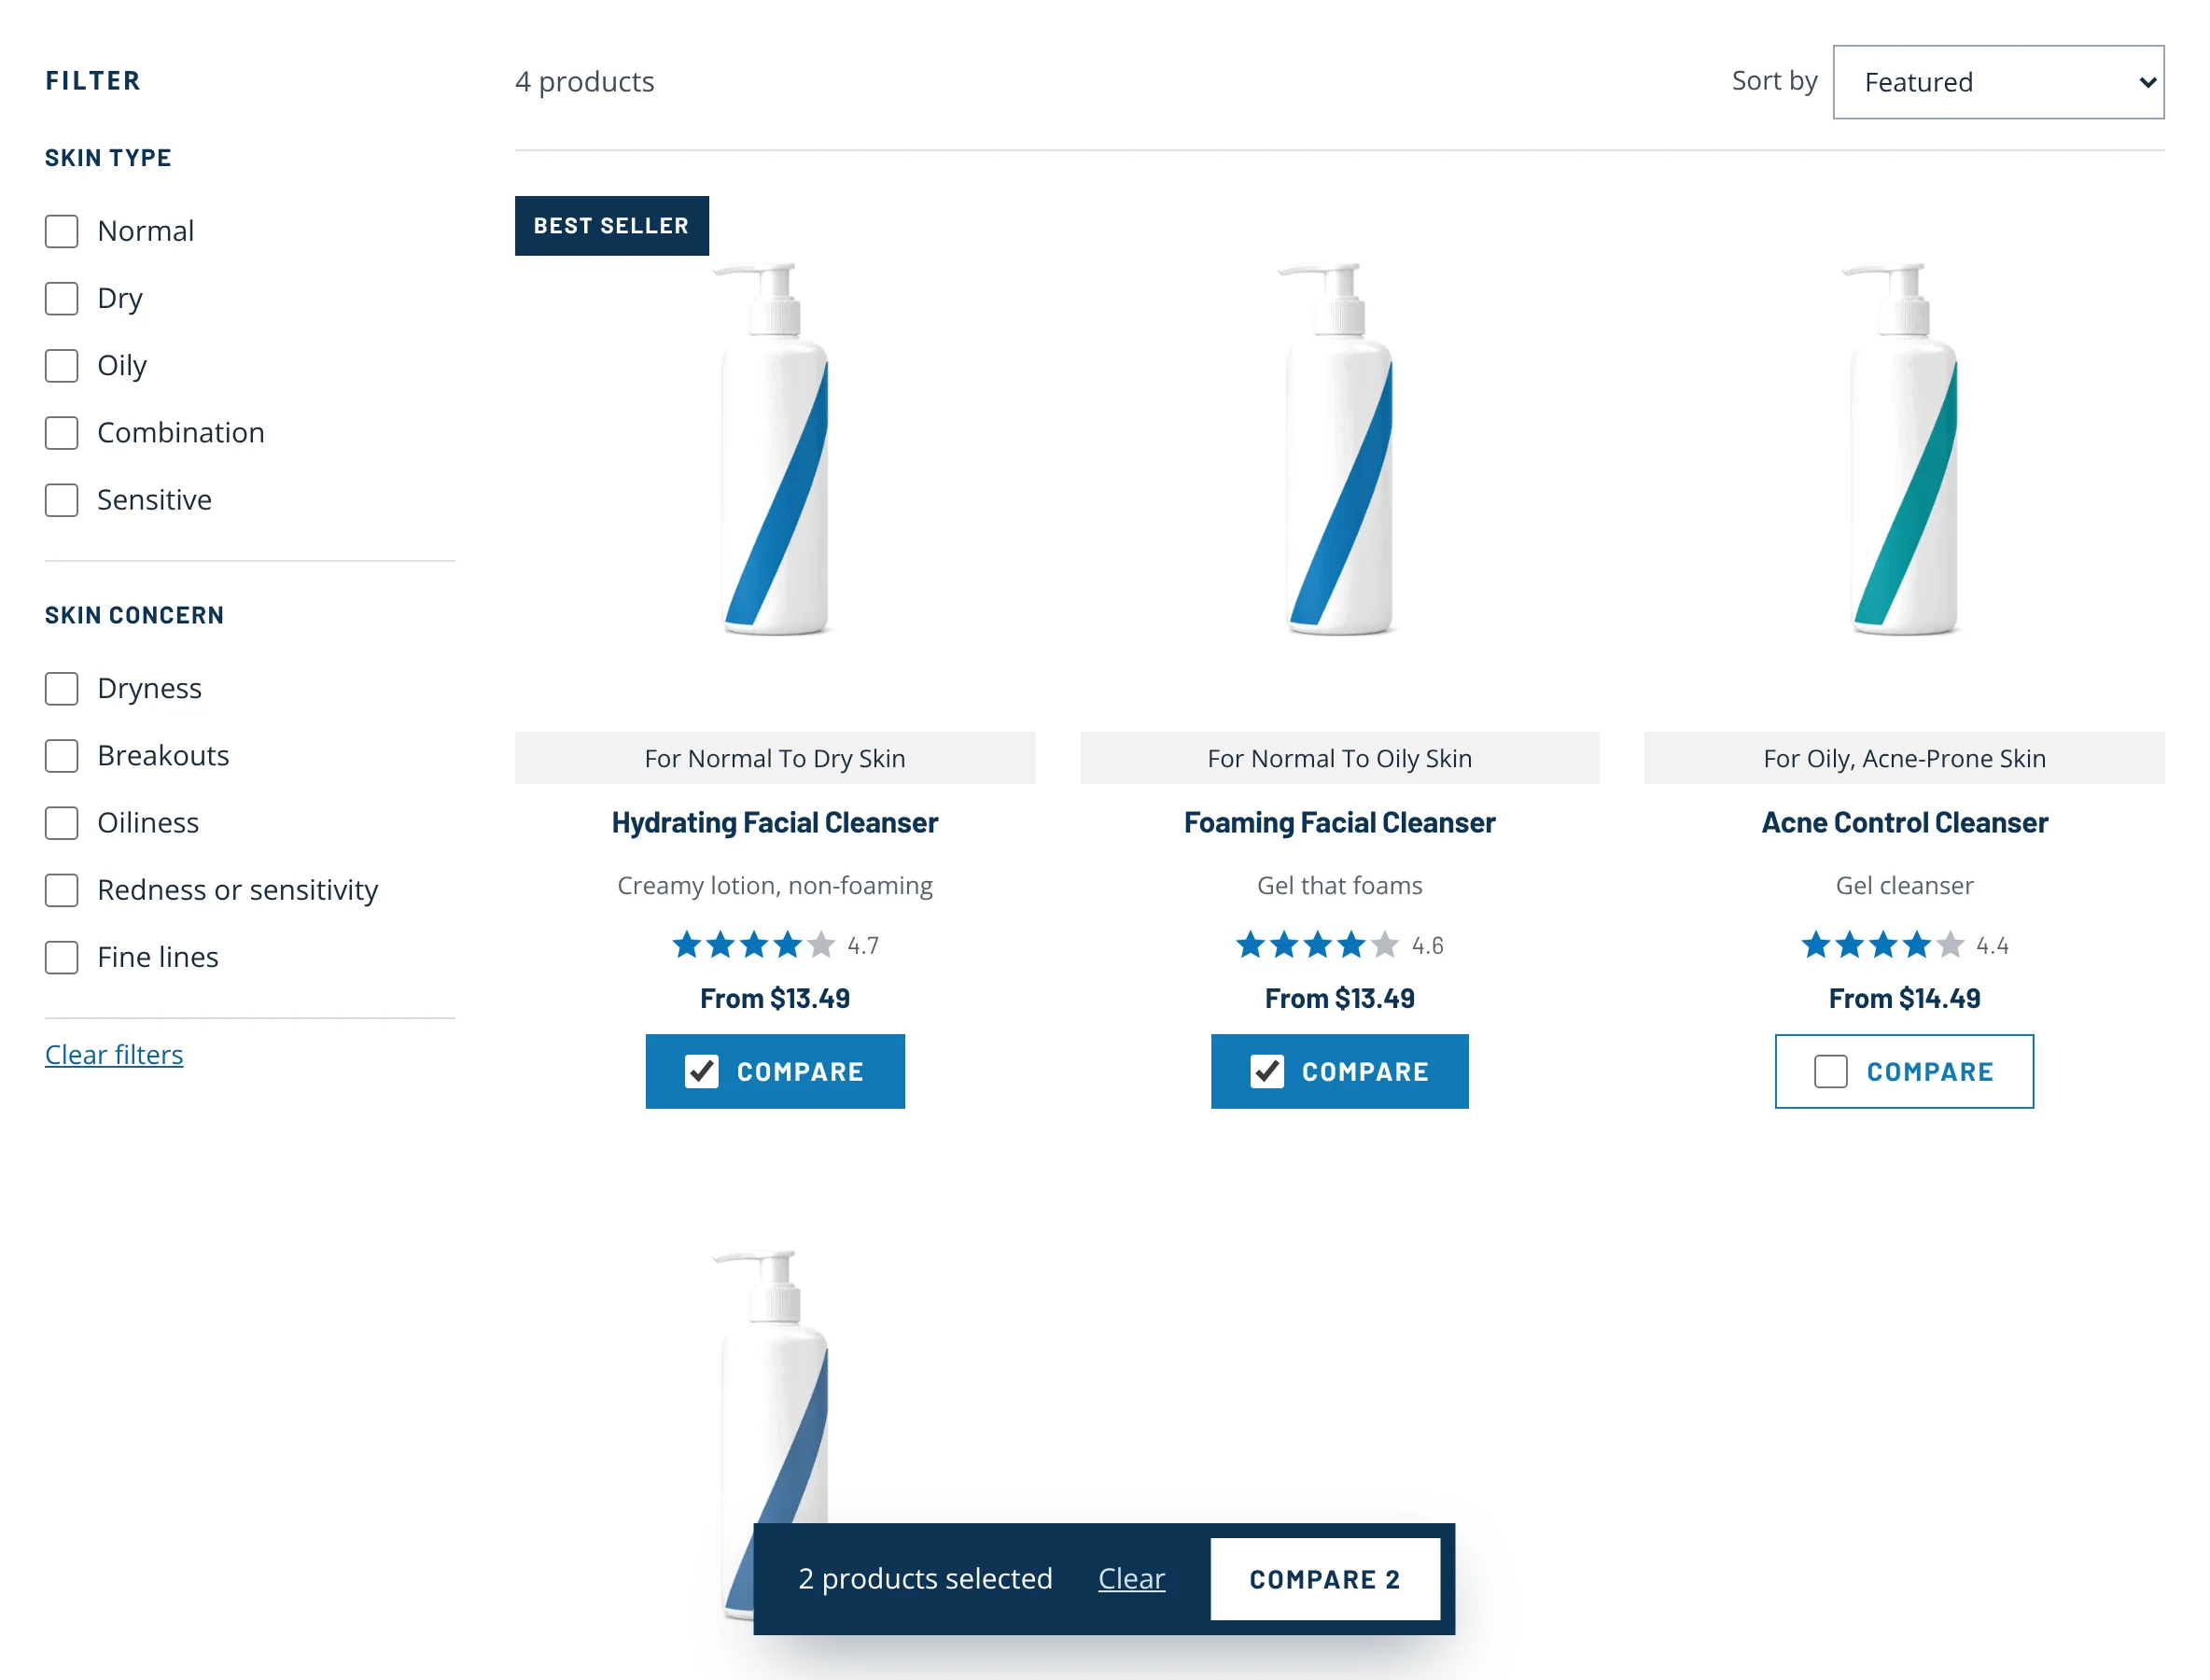 FILTER
SKIN TYPE
Normal
Dry
Oily
Combination
Sensitive
SKIN CONCERN
Dryness
Breakouts
Oiliness
Redness or sensitivity
Fine lines
Clear filters
4 products
Sort by
Featured
BEST SELLER
For Normal To Dry Skin
Hydrating Facial Cleanser
Creamy lotion, non-foaming
4.7
From $13.49
COMPARE
For Normal To Oily Skin
Foaming Facial Cleanser
Gel that foams
4.6
From $13.49
COMPARE
For Oily, Acne-Prone Skin
Acne Control Cleanser
Gel cleanser
4.4
From $14.49
COMPARE
2 products selected
Clear
COMPARE 2